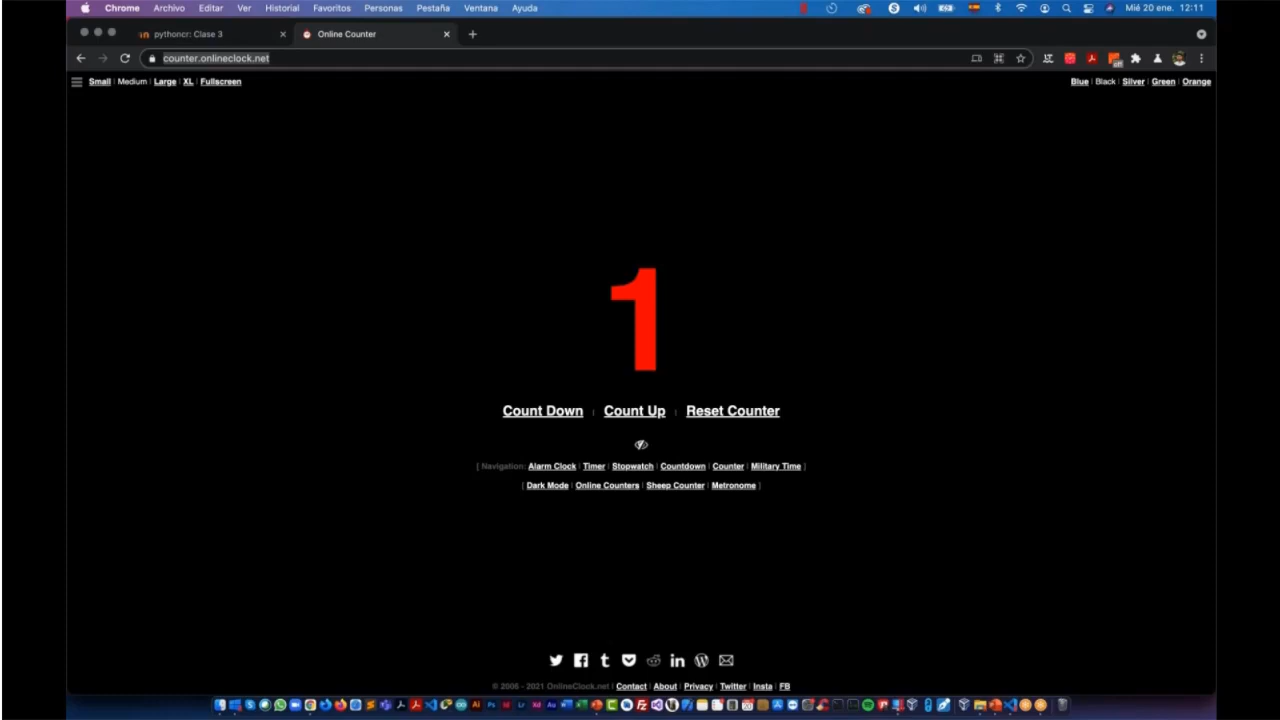 Chrome Archivo Editar Ver Historial Favoritos Personas Pestaña Ventana Ayuda Mié 20 ene. 12:11
pythoncr: Clase 3 Online Counter
counter.onlineclock.net
Small | Medium | Large | XL | Fullscreen Blue | Black | Silver | Green | Orange
1
Count Down | Count Up | Reset Counter
[ Navigation: Alarm Clock | Timer | Stopwatch | Countdown | Counter | Military Time ]
[ Dark Mode | Online Counters | Sheep Counter | Metronome ]
© 2006 - 2021 OnlineClock.net | Contact | About | Privacy | Twitter | Insta | FB